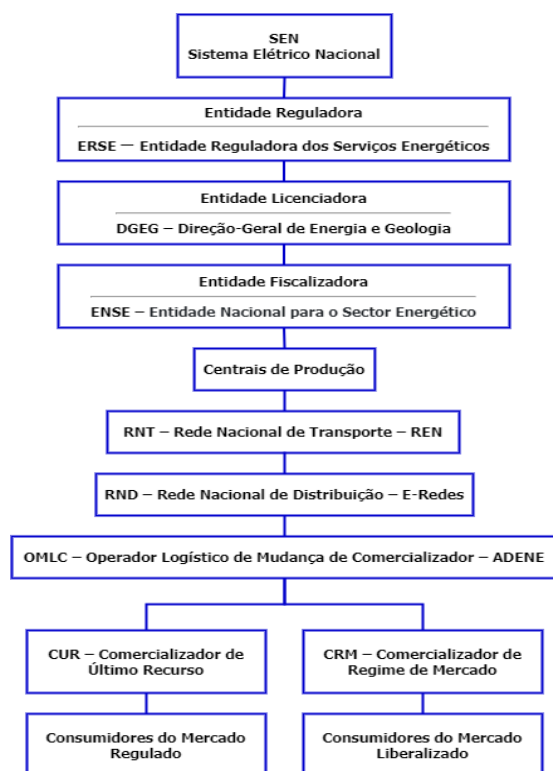 SEN
Sistema Elétrico Nacional
Entidade Reguladora
ERSE — Entidade Reguladora dos Serviços Energéticos
Entidade Licenciadora
DGEG – Direção-Geral de Energia e Geologia
Entidade Fiscalizadora
ENSE – Entidade Nacional para o Sector Energético
Centrais de Produção
RNT – Rede Nacional de Transporte – REN
RND – Rede Nacional de Distribuição – E-Redes
OMLC – Operador Logístico de Mudança de Comercializador – ADENE
CUR – Comercializador de
Último Recurso
CRM – Comercializador de
Regime de Mercado
Consumidores do Mercado
Regulado
Consumidores do Mercado
Liberalizado